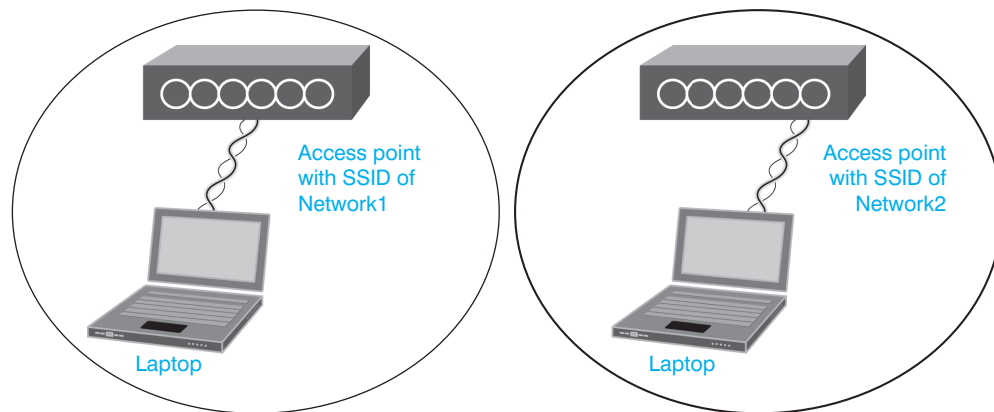 Access point
with SSID of
Network1
Laptop
Access point
with SSID of
Network2
Laptop